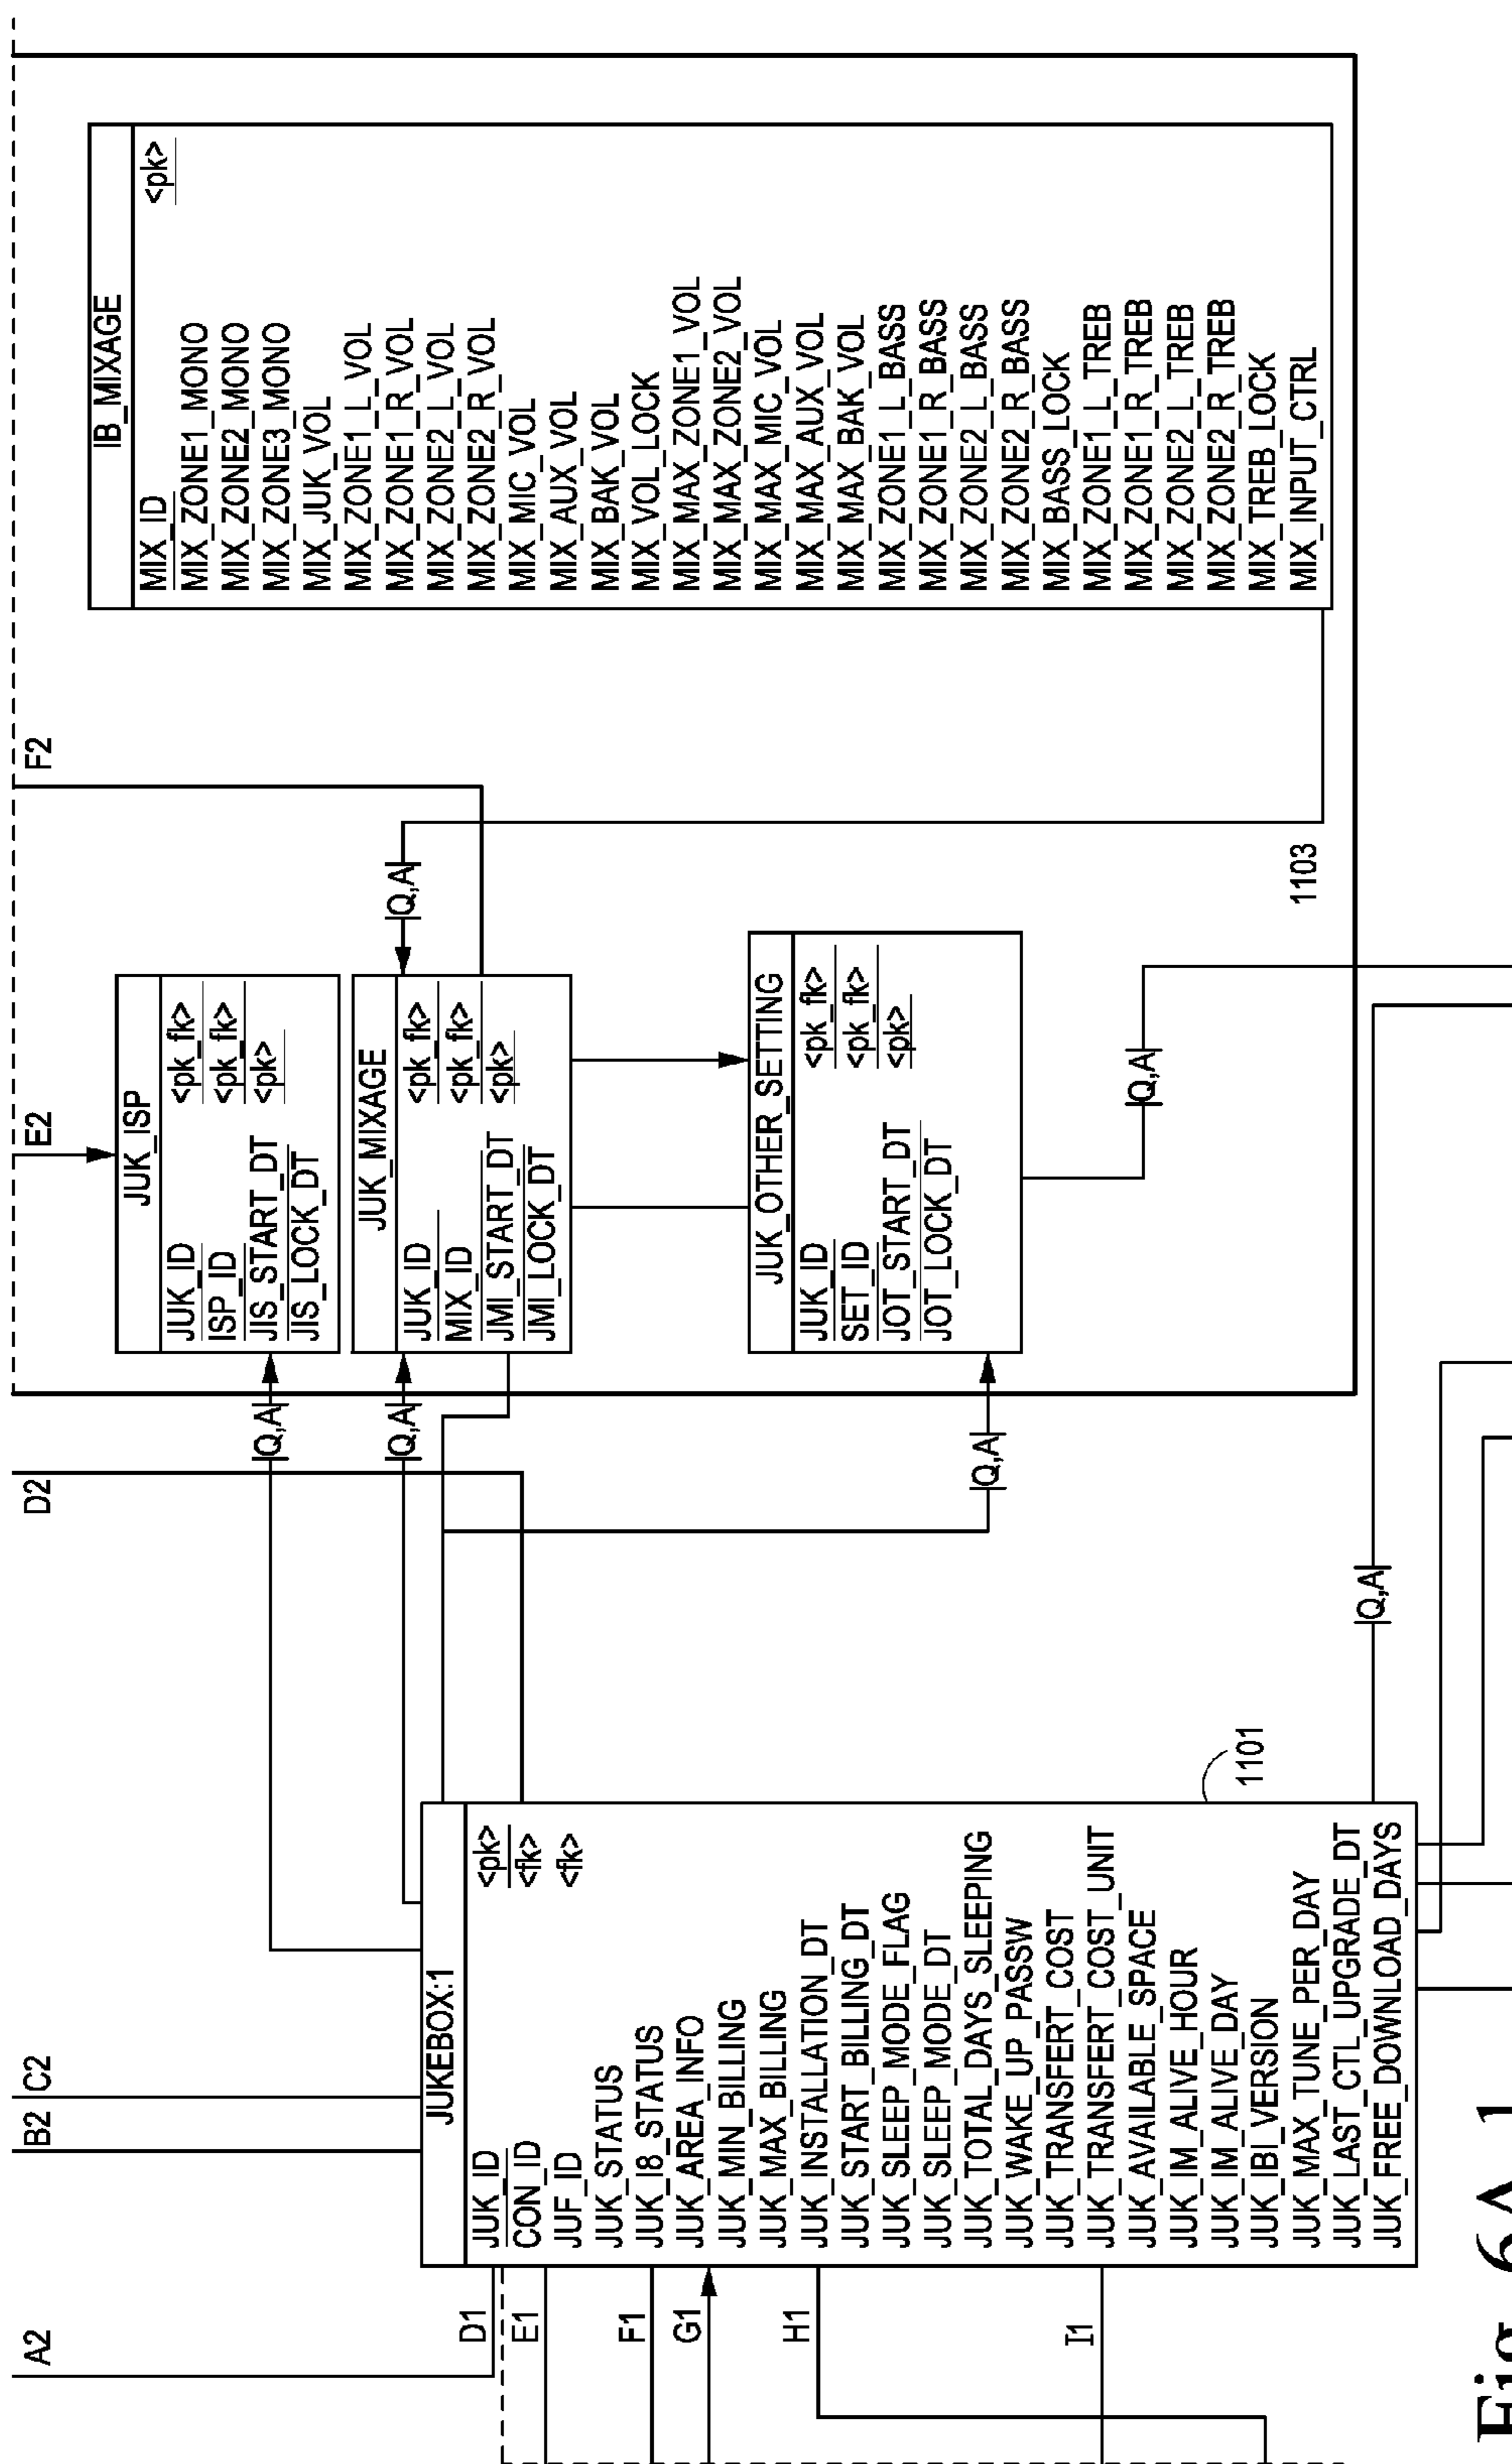 A2
B2
C2
D2
E2
F2
D1
E1
F1
G1
H1
I1
JUKEBOX:1
JUK_ID <pk>
CON_ID <fk>
JUF_ID <fk>
JUK_STATUS
JUK_I8_STATUS
JUK_AREA_INFO
JUK_MIN_BILLING
JUK_MAX_BILLING
JUK_INSTALLATION_DT
JUK_START_BILLING_DT
JUK_SLEEP_MODE_FLAG
JUK_SLEEP_MODE_DT
JUK_TOTAL_DAYS_SLEEPING
JUK_WAKE_UP_PASSW
JUK_TRANSFERT_COST
JUK_TRANSFERT_COST_UNIT
JUK_AVAILABLE_SPACE
JUK_IM_ALIVE_HOUR
JUK_IM_ALIVE_DAY
JUK_IBI_VERSION
JUK_MAX_TUNE_PER_DAY
JUK_LAST_CTL_UPGRADE_DT
JUK_FREE_DOWNLOAD_DAYS
1101
Q,A
Q,A
Q,A
Q,A
JUK_ISP
JUK_ID <pk_fk>
ISP_ID <pk_fk>
JIS_START_DT <pk>
JIS_LOCK_DT
JUK_MIXAGE
JUK_ID <pk_fk>
MIX_ID <pk_fk>
JMI_START_DT <pk>
JMI_LOCK_DT
JUK_OTHER_SETTING
JUK_ID <pk_fk>
SET_ID <pk_fk>
JOT_START_DT <pk>
JOT_LOCK_DT
Q,A
Q,A
1103
IB_MIXAGE
MIX_ID <pk>
MIX_ZONE1_MONO
MIX_ZONE2_MONO
MIX_ZONE3_MONO
MIX_JUK_VOL
MIX_ZONE1_L_VOL
MIX_ZONE1_R_VOL
MIX_ZONE2_L_VOL
MIX_ZONE2_R_VOL
MIX_MIC_VOL
MIX_AUX_VOL
MIX_BAK_VOL
MIX_VOL_LOCK
MIX_MAX_ZONE1_VOL
MIX_MAX_ZONE2_VOL
MIX_MAX_MIC_VOL
MIX_MAX_AUX_VOL
MIX_MAX_BAK_VOL
MIX_ZONE1_L_BASS
MIX_ZONE1_R_BASS
MIX_ZONE2_L_BASS
MIX_ZONE2_R_BASS
MIX_BASS_LOCK
MIX_ZONE1_L_TREB
MIX_ZONE1_R_TREB
MIX_ZONE2_L_TREB
MIX_ZONE2_R_TREB
MIX_TREB_LOCK
MIX_INPUT_CTRL
Fig. 6A.1